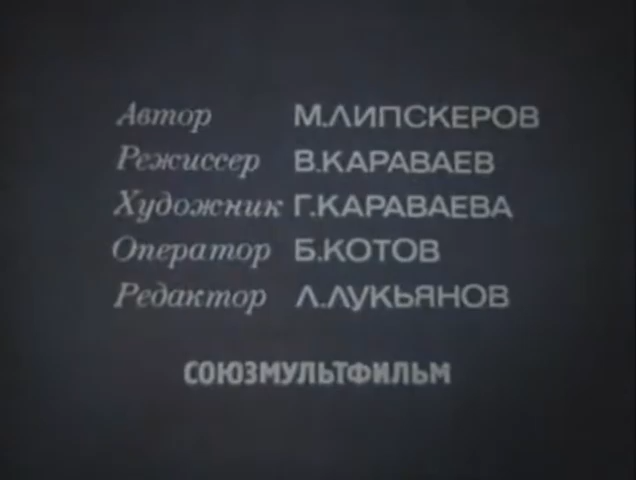 Автор М.ЛИПСКЕРОВ
Режиссер В.КАРАВАЕВ
Художник Г.КАРАВАЕВА
Оператор Б.КОТОВ
Редактор Л.ЛУКЬЯНОВ
СОЮЗМУЛЬТФИЛЬМ